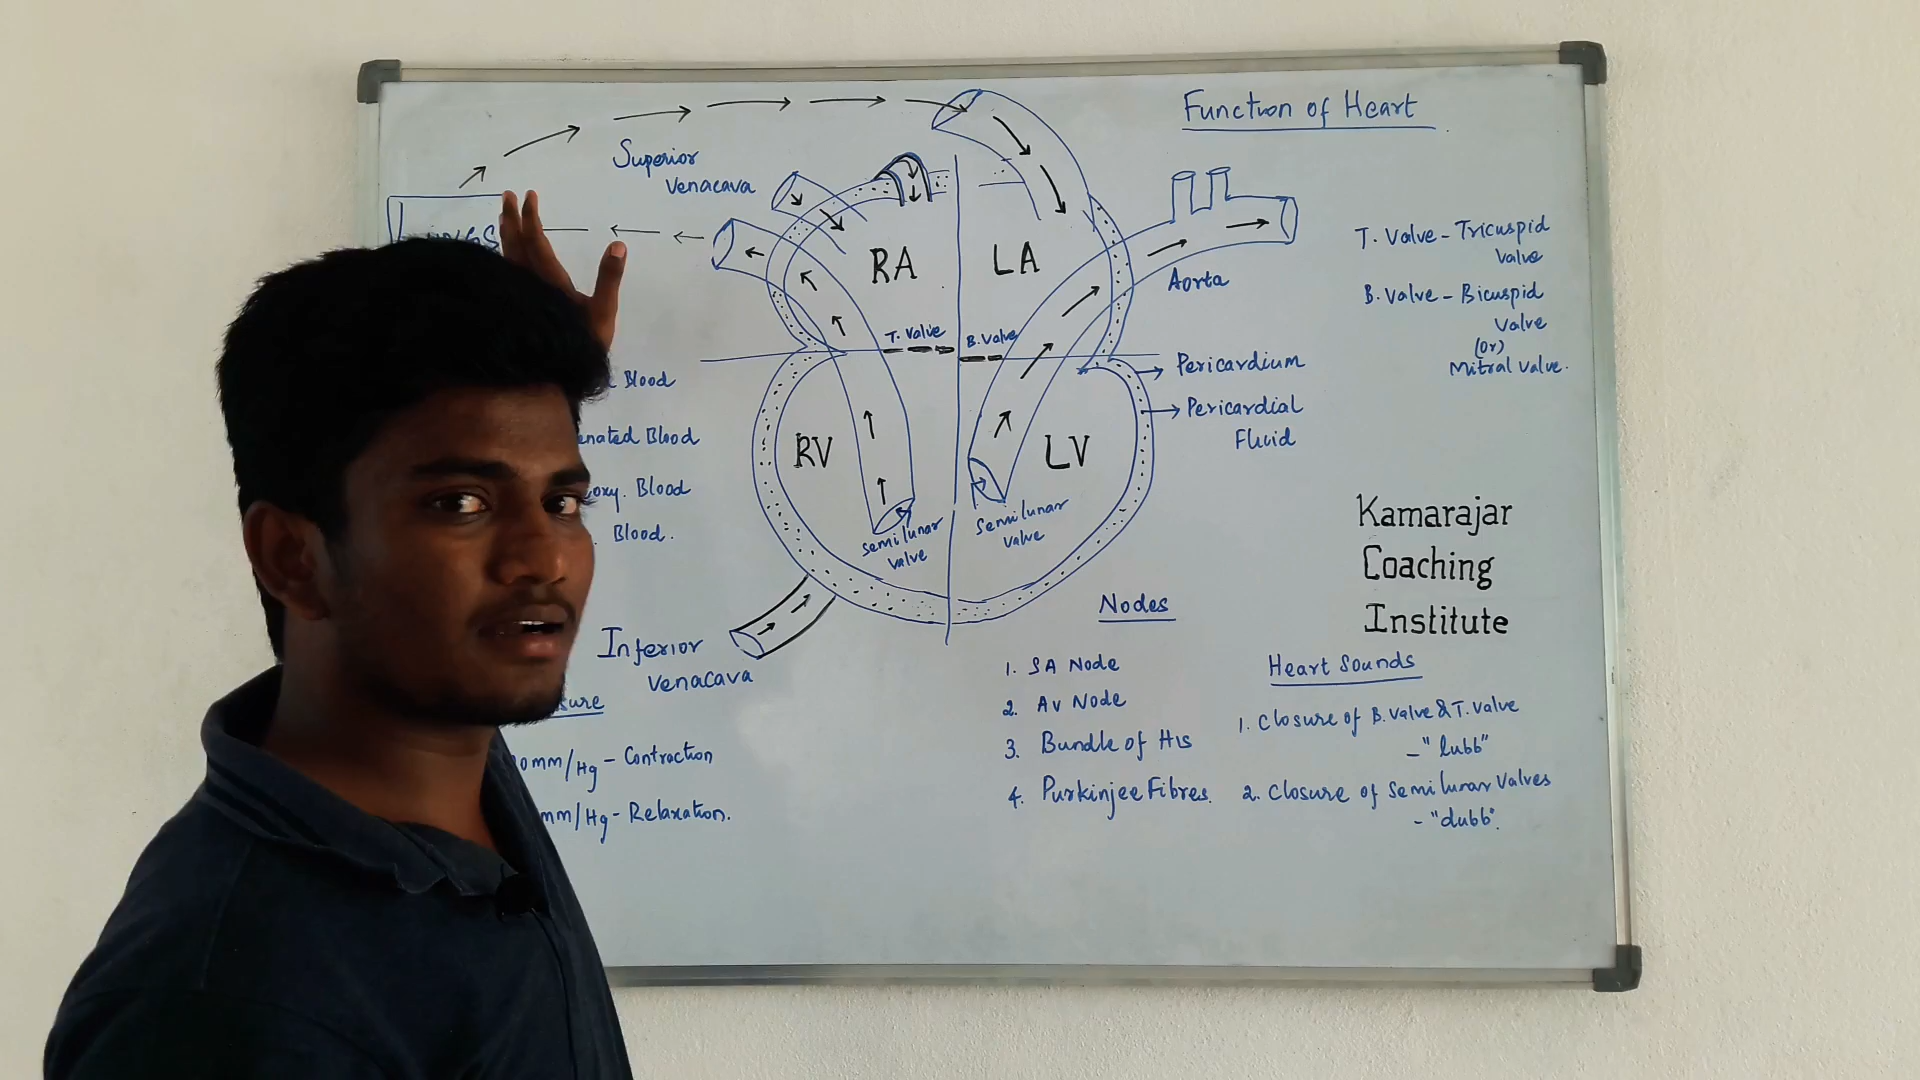 Function of Heart
Superior
Venacava
RA
LA
T. Valve
B. Valve
Aorta
T. Valve - Tricuspid
Valve
B. Valve - Bicuspid
Valve
(Or)
Mitral valve.
Pericardium
Pericardial
Fluid
Blood
Blood
oxy. Blood
Blood.
RV
LV
Semilunar
valve
Semilunar
valve
Inferior
Venacava
Kamarajar
Coaching
Institute
Nodes
1. SA Node
2. AV Node
3. Bundle of His
4. Purkinjee Fibres.
Heart Sounds
1. Closure of B. Valve & T. Valve
- "lubb"
2. Closure of Semilunar Valves
- "dubb".
mm/Hg - Contraction
mm/Hg - Relaxation.